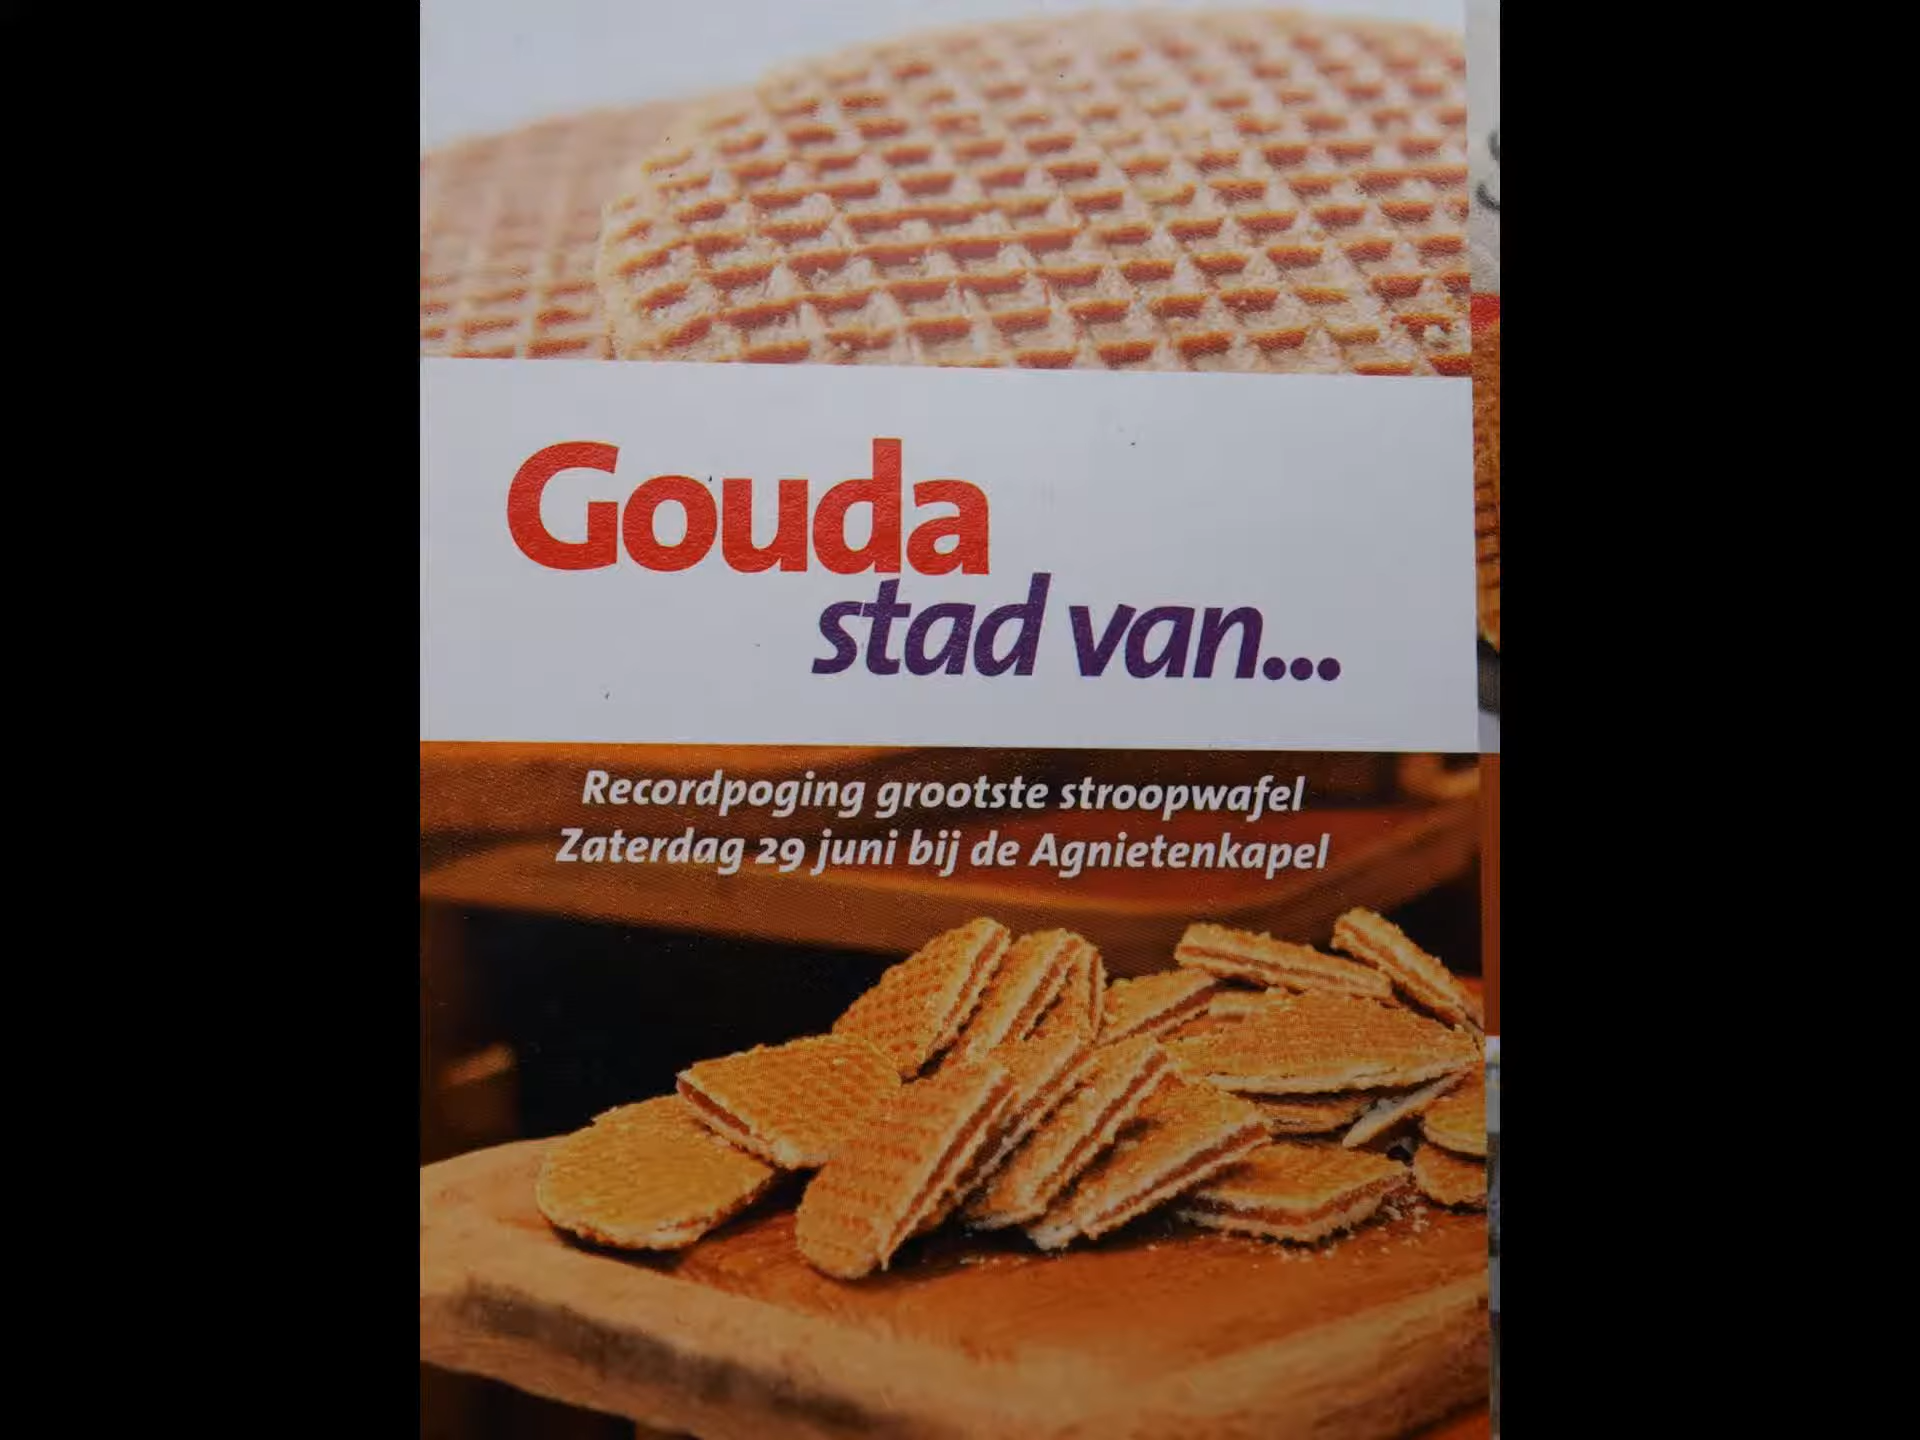 Gouda
stad van...
Recordpoging grootste stroopwafel
Zaterdag 29 juni bij de Agnietenkapel